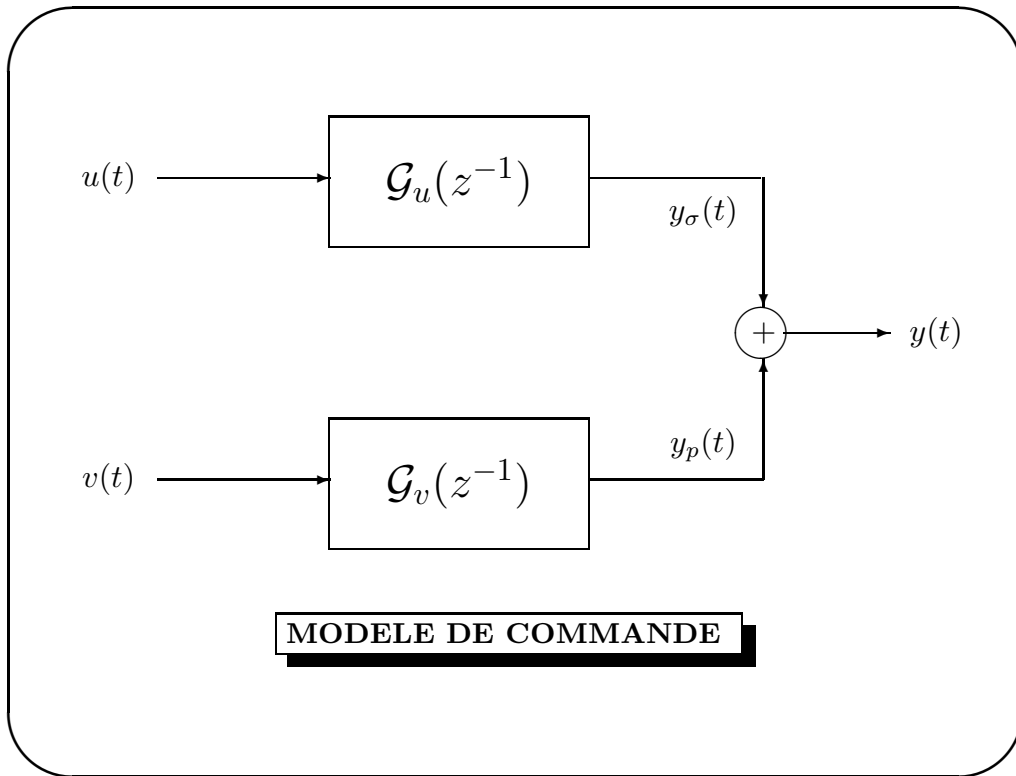 u(t)
𝒢_u(z^{-1})
y_σ(t)
+
y(t)
y_p(t)
v(t)
𝒢_v(z^{-1})
MODELE DE COMMANDE